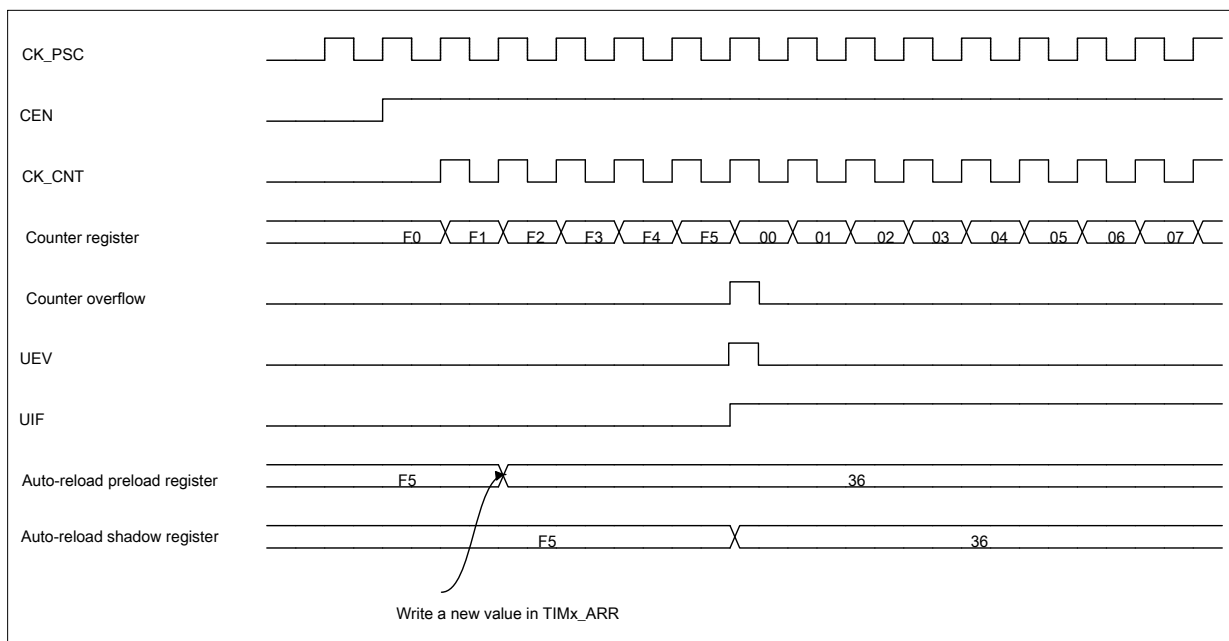 CK_PSC
CEN
CK_CNT
Counter register F0 F1 F2 F3 F4 F5 00 01 02 03 04 05 06 07
Counter overflow
UEV
UIF
Auto-reload preload register F5 36
Auto-reload shadow register F5 36
Write a new value in TIMx_ARR